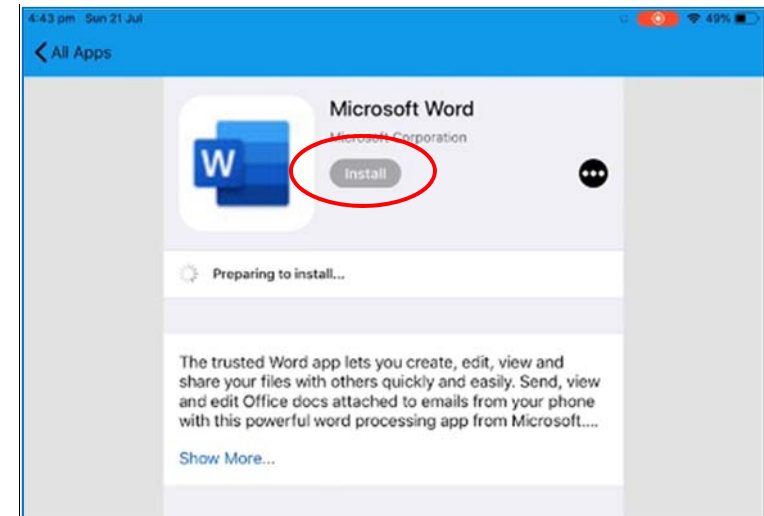 4:43 pm Sun 21 Jul
49%
All Apps
Microsoft Word
Microsoft Corporation
W
Install
Preparing to install...
The trusted Word app lets you create, edit, view and
share your files with others quickly and easily. Send, view
and edit Office docs attached to emails from your phone
with this powerful word processing app from Microsoft....
Show More...